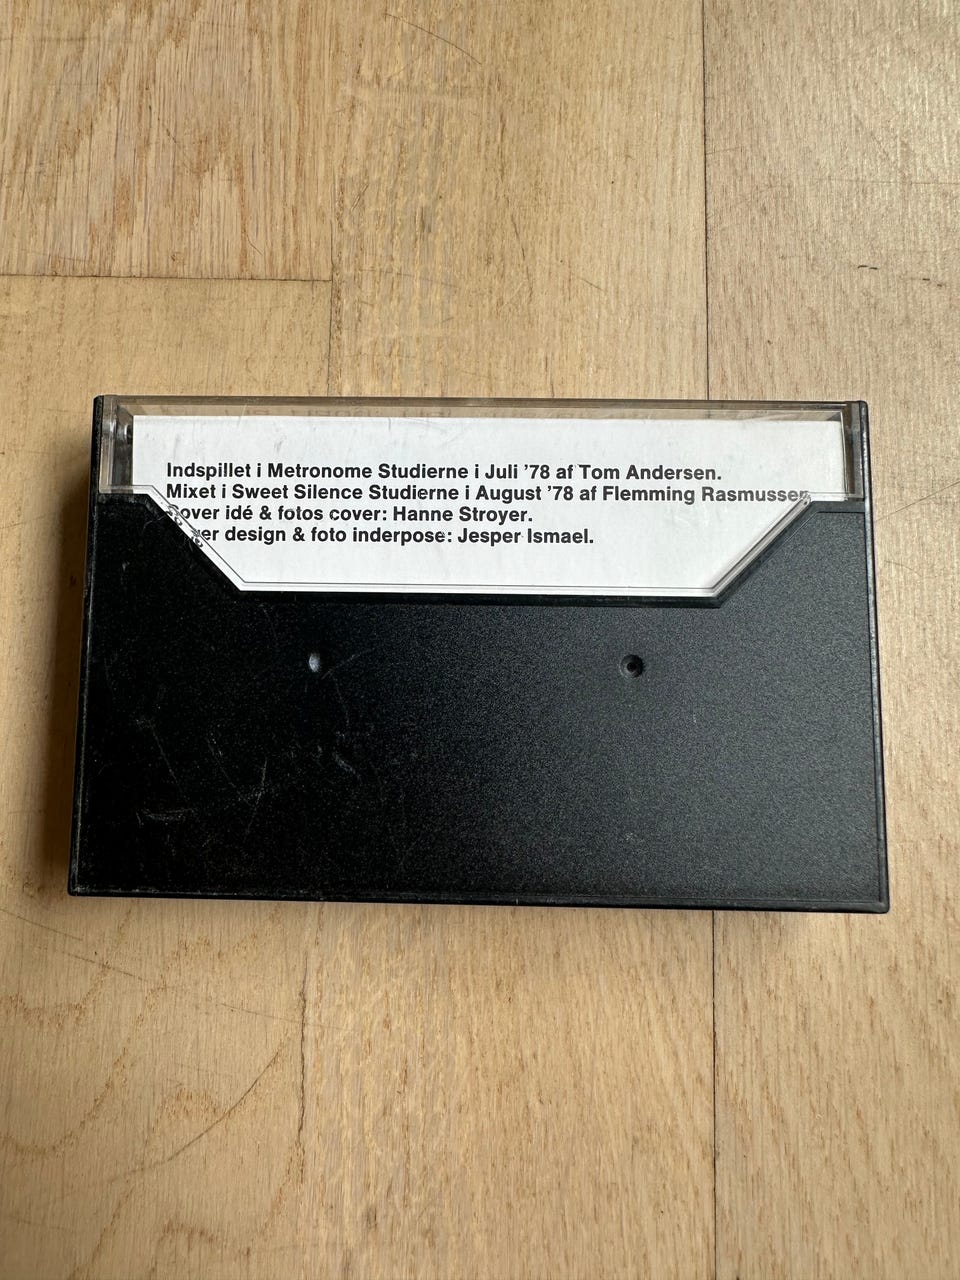 Indspillet i Metronome Studierne i Juli '78 af Tom Andersen.
Mixet i Sweet Silence Studierne i August '78 af Flemming Rasmussen
Cover idé & fotos cover: Hanne Stroyer.
design & foto inderpose: Jesper Ismael.